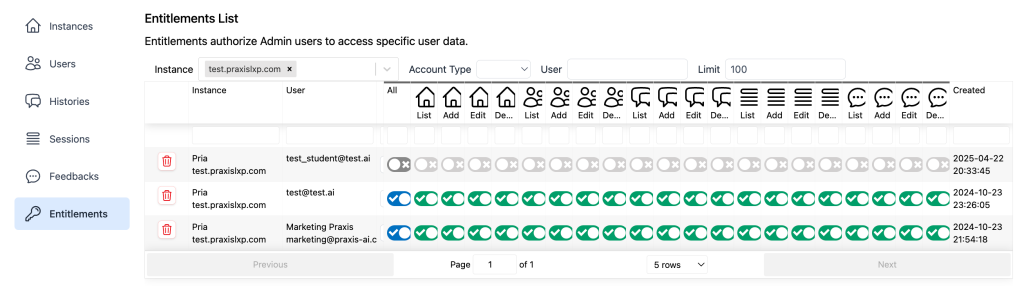 Instances
Users
Histories
Sessions
Feedbacks
Entitlements
Entitlements List
Entitlements authorize Admin users to access specific user data.
Instance test.praxislxp.com × Account Type User Limit 100
Instance User All Created
List Add Edit De... List Add Edit De... List Add Edit De... List Add Edit De... List Add Edit De...
Pria test_student@test.ai 2025-04-22
test.praxislxp.com 20:33:45
Pria test@test.ai 2024-10-23
test.praxislxp.com 23:26:05
Pria Marketing Praxis 2024-10-23
test.praxislxp.com marketing@praxis-ai.c 21:54:18
Previous Page 1 of 1 5 rows Next